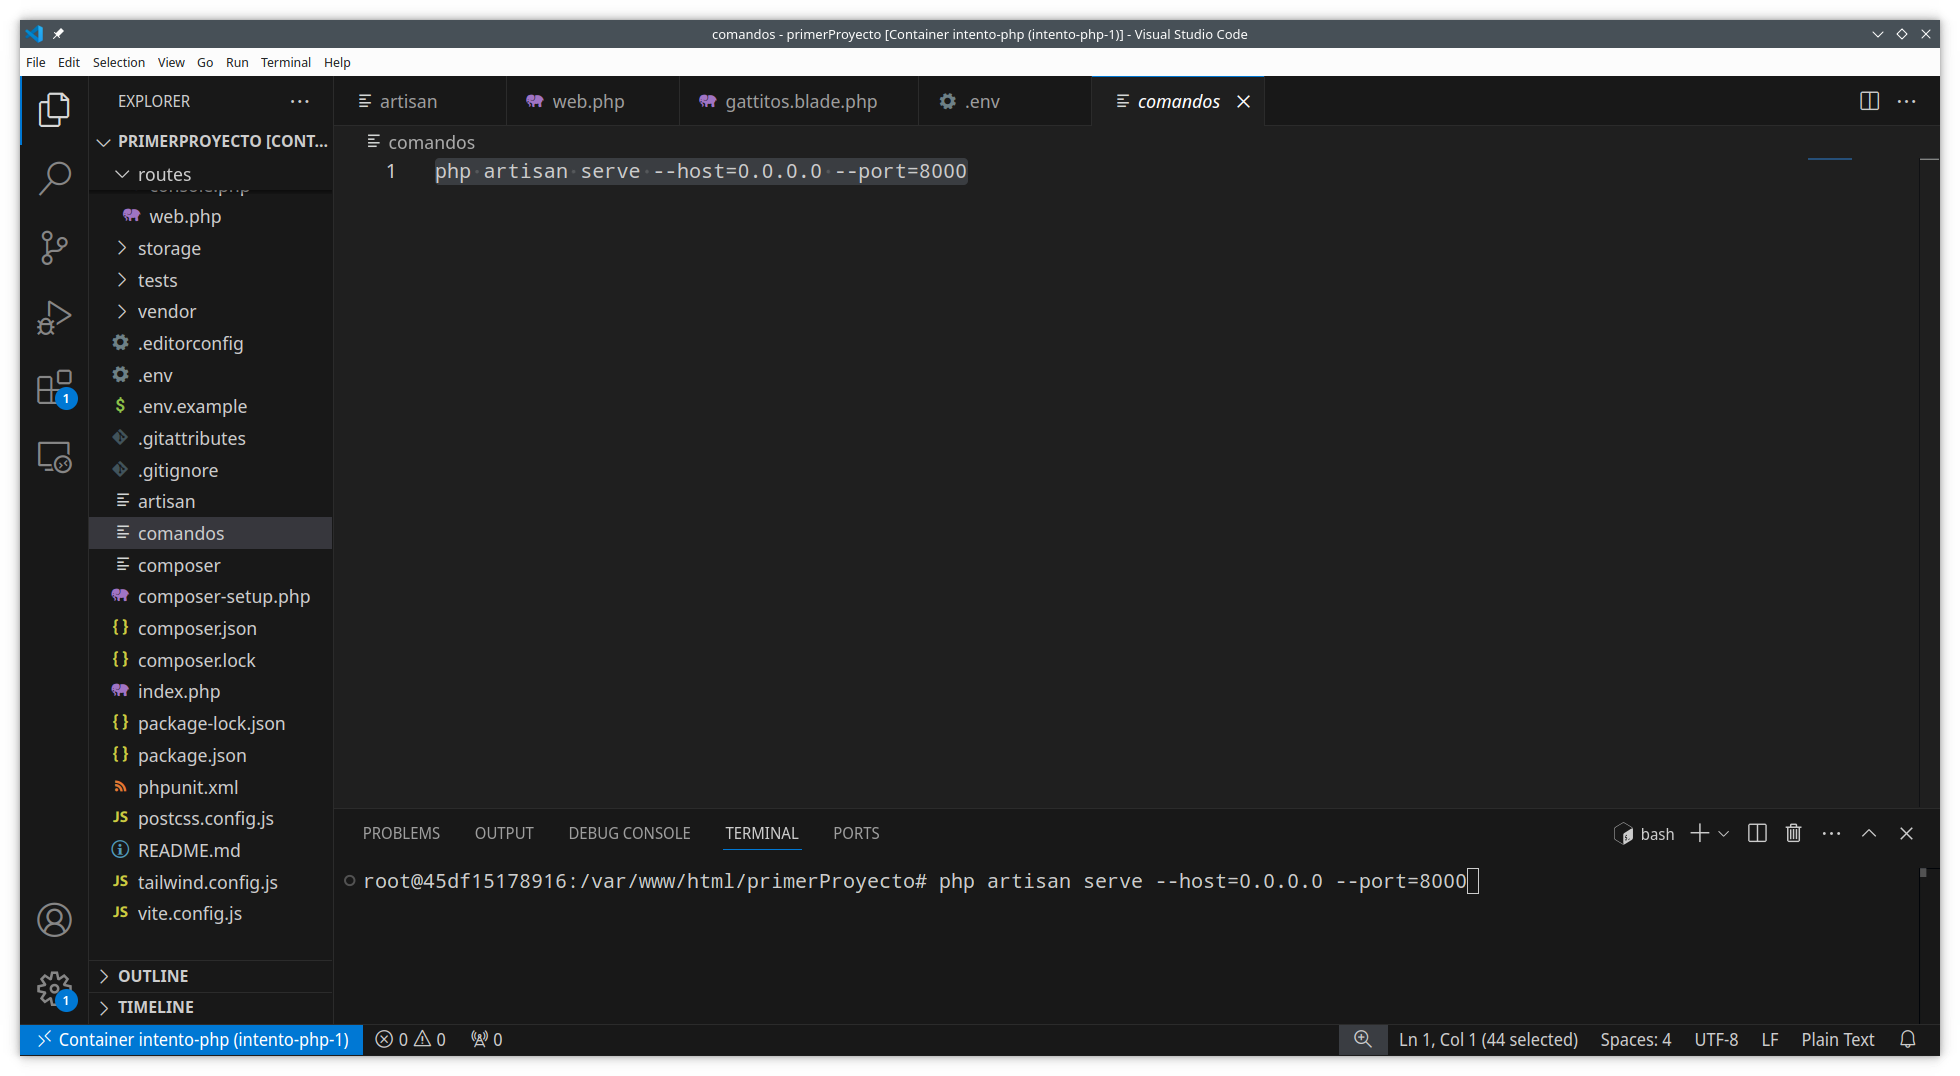 comandos - primerProyecto [Container intento-php (intento-php-1)] - Visual Studio Code
File Edit Selection View Go Run Terminal Help
EXPLORER
PRIMERPROYECTO [CONT...
routes
console.php
web.php
storage
tests
vendor
.editorconfig
.env
.env.example
.gitattributes
.gitignore
artisan
comandos
composer
composer-setup.php
composer.json
composer.lock
index.php
package-lock.json
package.json
phpunit.xml
postcss.config.js
README.md
tailwind.config.js
vite.config.js
OUTLINE
TIMELINE
1
1
artisan web.php gattitos.blade.php .env comandos
comandos
1 php artisan serve --host=0.0.0.0 --port=8000
PROBLEMS OUTPUT DEBUG CONSOLE TERMINAL PORTS bash
root@45df15178916:/var/www/html/primerProyecto# php artisan serve --host=0.0.0.0 --port=8000
Container intento-php (intento-php-1) 0 0 0 Ln 1, Col 1 (44 selected) Spaces: 4 UTF-8 LF Plain Text